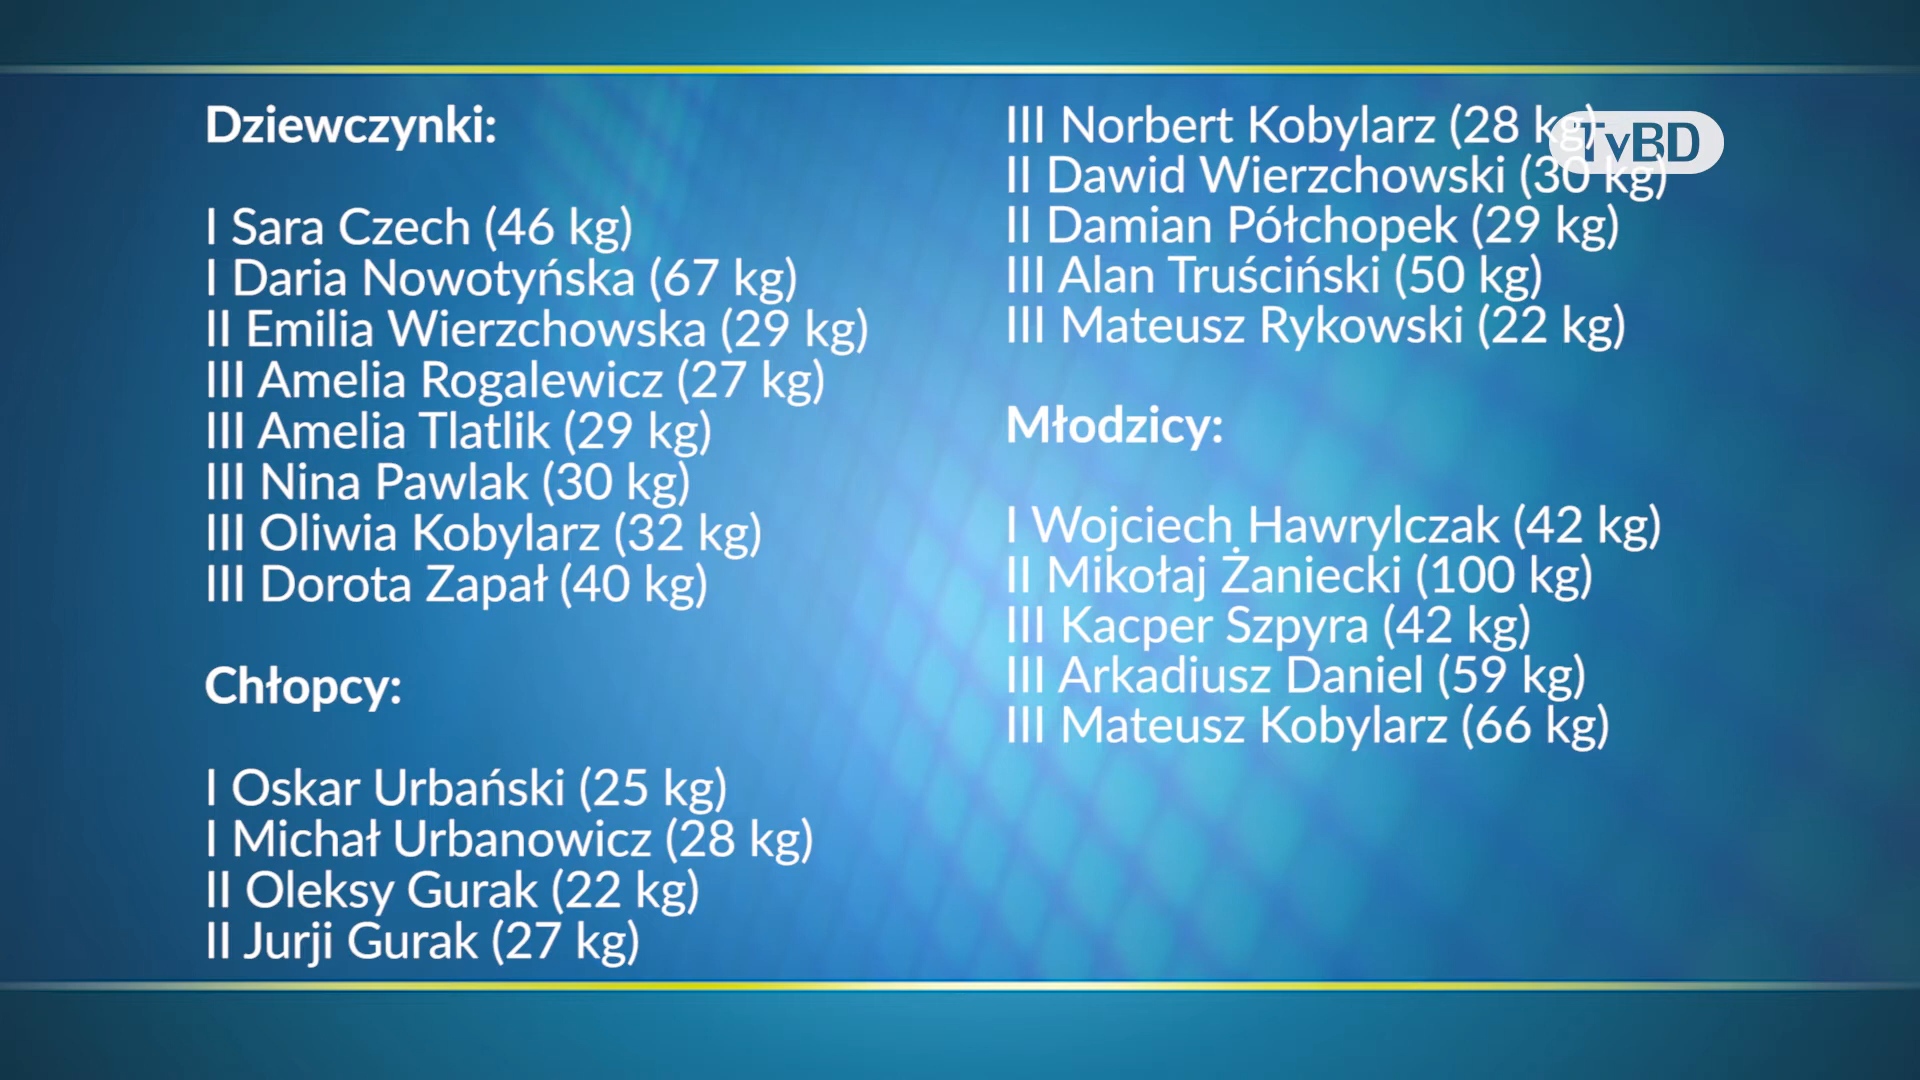 Dziewczynki:
I Sara Czech (46 kg)
I Daria Nowotyńska (67 kg)
II Emilia Wierzchowska (29 kg)
III Amelia Rogalewicz (27 kg)
III Amelia Tlatlik (29 kg)
III Nina Pawlak (30 kg)
III Oliwia Kobylarz (32 kg)
III Dorota Zapał (40 kg)
Chłopcy:
I Oskar Urbański (25 kg)
I Michał Urbanowicz (28 kg)
II Oleksy Gurak (22 kg)
II Jurji Gurak (27 kg)
III Norbert Kobylarz (28 kg)
II Dawid Wierzchowski (30 kg)
II Damian Półchopek (29 kg)
III Alan Truściński (50 kg)
III Mateusz Rykowski (22 kg)
Młodzicy:
I Wojciech Hawrylczak (42 kg)
II Mikołaj Żaniecki (100 kg)
III Kacper Szpyra (42 kg)
III Arkadiusz Daniel (59 kg)
III Mateusz Kobylarz (66 kg)
TvBD